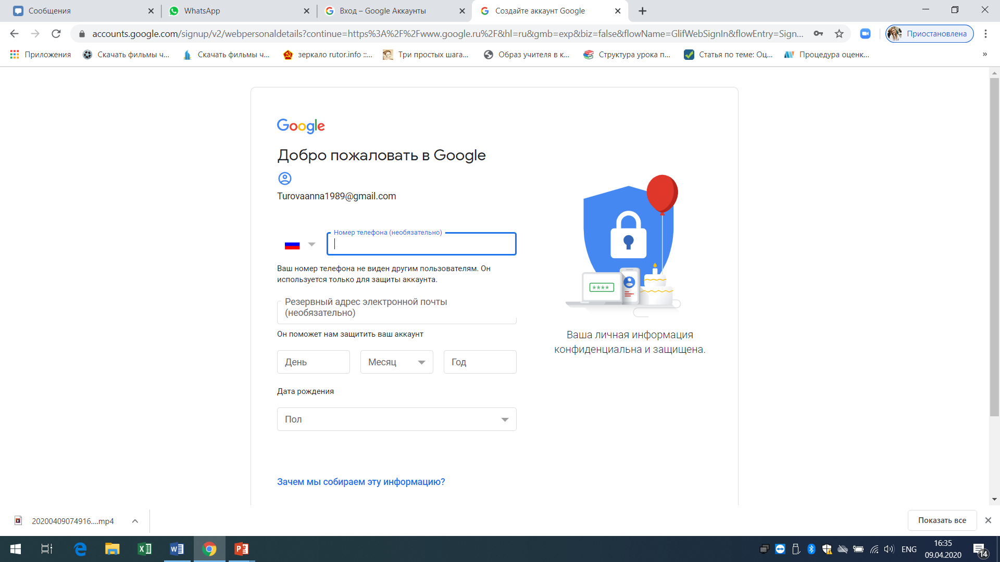 Сообщения
WhatsApp
Вход – Google Аккаунты
Создайте аккаунт Google
accounts.google.com/signup/v2/webpersonaldetails?continue=https%3A%2F%2Fwww.google.ru%2F&hl=ru&gmb=exp&biz=false&flowName=GlifWebSignIn&flowEntry=Sign...
Приостановлена
Приложения
Скачать фильмы ч...
Скачать фильмы ч...
зеркало rutor.info ::...
Три простых шага...
Образ учителя в к...
Структура урока п...
Статья по теме: Оц...
Процедура оценк...
»
Google
Добро пожаловать в Google
Turovaanna1989@gmail.com
Номер телефона (необязательно)
Ваш номер телефона не виден другим пользователям. Он
используется только для защиты аккаунта.
Резервный адрес электронной почты
(необязательно)
Он поможет нам защитить ваш аккаунт
День
Месяц
Год
Дата рождения
Пол
Зачем мы собираем эту информацию?
****
Ваша личная информация
конфиденциальна и защищена.
20200409074916....mp4
Показать все
ENG
16:35
09.04.2020
14